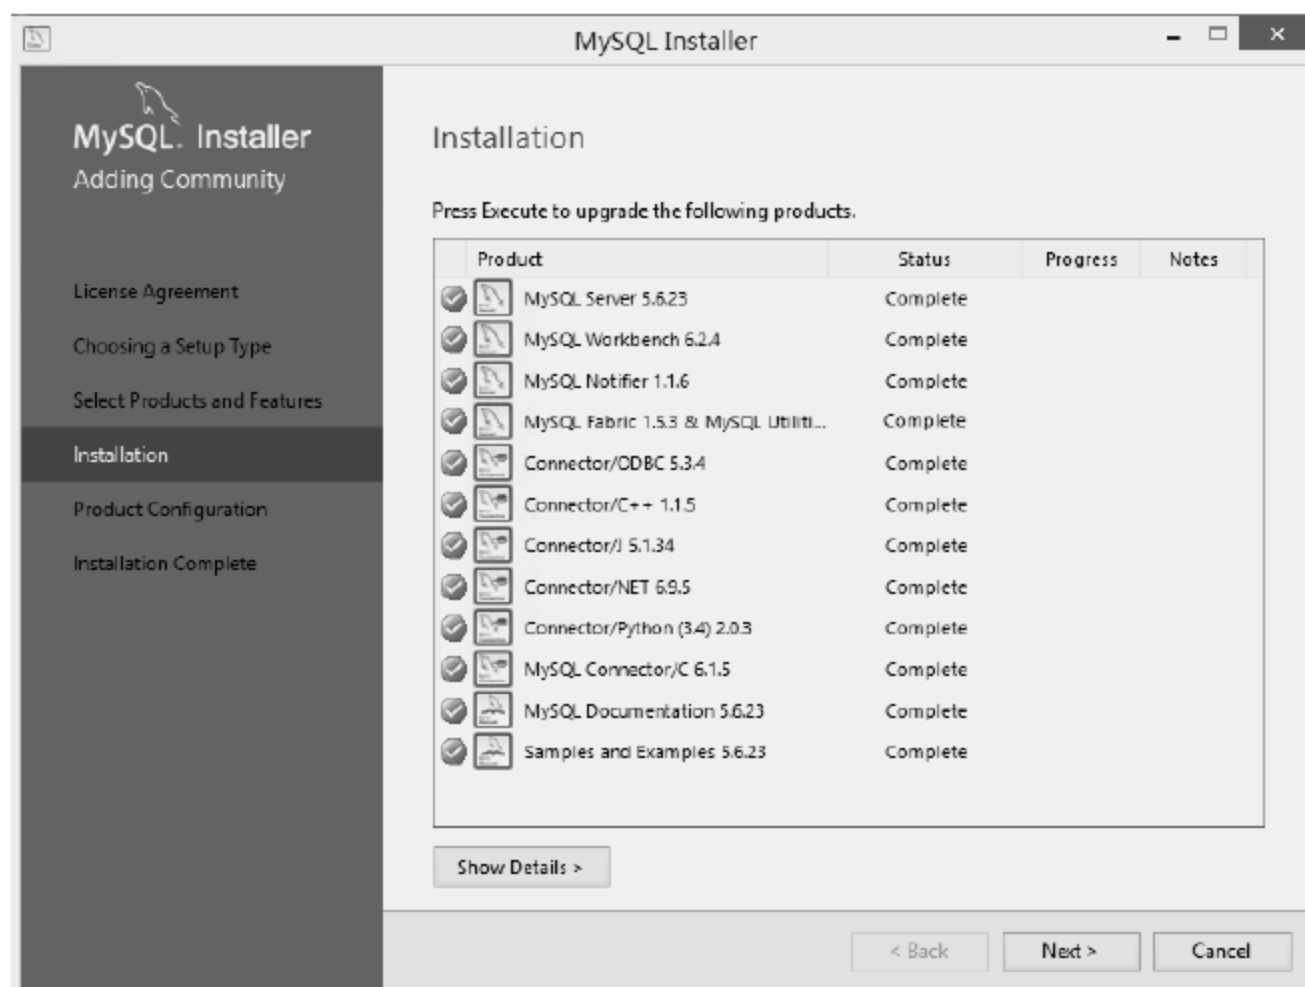 MySQL Installer
MySQL. Installer
Adding Community
License Agreement
Choosing a Setup Type
Select Products and Features
Installation
Product Configuration
Installation Complete
Installation
Press Execute to upgrade the following products.
Product Status Progress Notes
MySQL Server 5.6.23 Complete
MySQL Workbench 6.2.4 Complete
MySQL Notifier 1.1.6 Complete
MySQL Fabric 1.5.3 & MySQL Utiliti... Complete
Connector/ODBC 5.3.4 Complete
Connector/C++ 1.1.5 Complete
Connector/J 5.1.34 Complete
Connector/NET 6.9.5 Complete
Connector/Python (3.4) 2.0.3 Complete
MySQL Connector/C 6.1.5 Complete
MySQL Documentation 5.6.23 Complete
Samples and Examples 5.6.23 Complete
Show Details >
< Back Next > Cancel